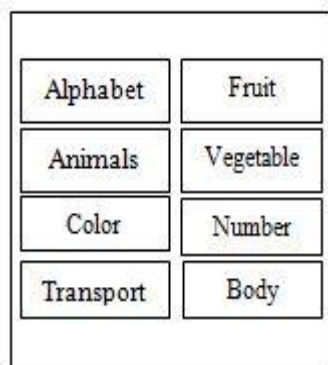 Alphabet Fruit
Animals Vegetable
Color Number
Transport Body